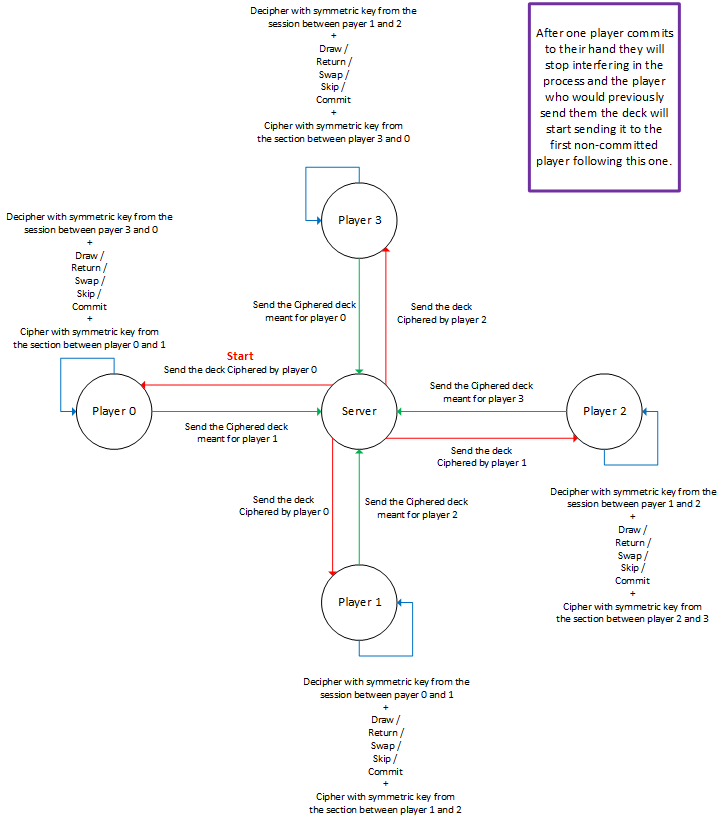 Decipher with symmetric key from the
session between payer 1 and 2
+
Draw /
Return /
Swap /
Skip /
Commit
+
Cipher with symmetric key from
the section between player 3 and 0
After one player commits
to their hand they will
stop interfering in the
process and the player
who would previously
send them the deck will
start sending it to the
first non-committed
player following this one.
Player 3
Decipher with symmetric key from the
session between payer 3 and 0
+
Draw /
Return /
Swap /
Skip /
Commit
+
Cipher with symmetric key from
the section between player 0 and 1
Send the Ciphered deck
meant for player 0
Send the deck
Ciphered by player 2
Start
Send the deck Ciphered by player 0
Player 0
Server
Send the Ciphered deck
meant for player 3
Player 2
Send the Ciphered deck
meant for player 1
Send the deck
Ciphered by player 1
Send the deck
Ciphered by player 0
Send the Ciphered deck
meant for player 2
Decipher with symmetric key from the
session between payer 1 and 2
+
Draw /
Return /
Swap /
Skip /
Commit
+
Cipher with symmetric key from
the section between player 2 and 3
Player 1
Decipher with symmetric key from the
session between payer 0 and 1
+
Draw /
Return /
Swap /
Skip /
Commit
+
Cipher with symmetric key from
the section between player 1 and 2